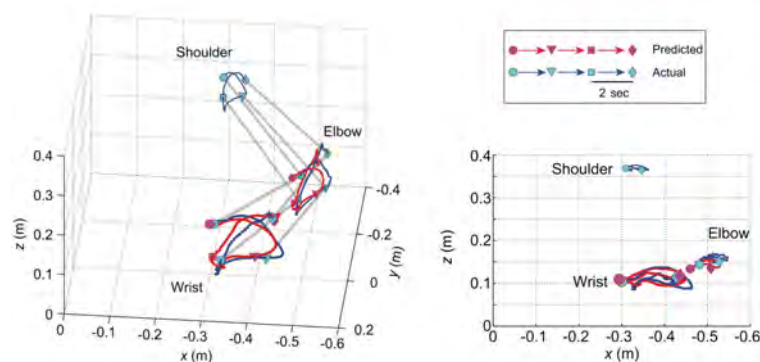 Shoulder
Elbow
Wrist
0.4
0.3
0.2
0.1
0
z (m)
0
-0.1
-0.2
-0.3
-0.4
-0.5
-0.6
x (m)
-0.4
-0.2
0
0.2
y (m)
Predicted
Actual
2 sec
Shoulder
Elbow
Wrist
0.4
0.3
0.2
0.1
0
z (m)
0
-0.1
-0.2
-0.3
-0.4
-0.5
-0.6
x (m)